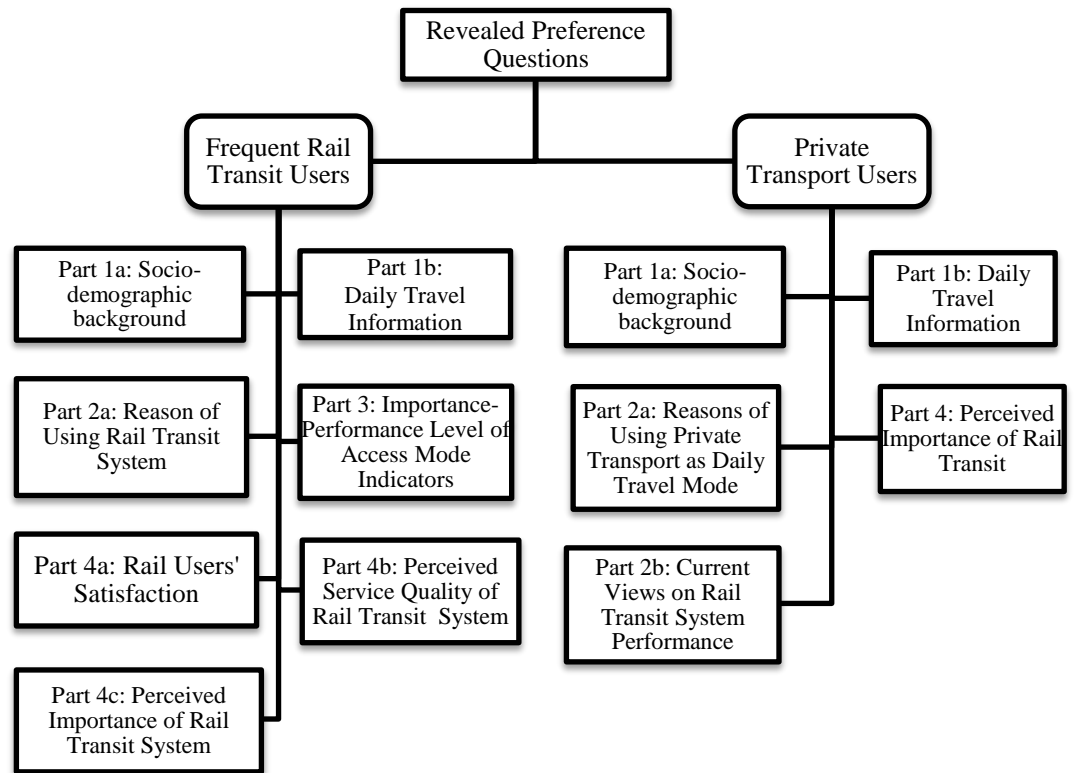 Revealed Preference
Questions
Frequent Rail
Transit Users
Private
Transport Users
Part 1a: Socio-
demographic
background
Part 1b:
Daily Travel
Information
Part 2a: Reason of
Using Rail Transit
System
Part 3: Importance-
Performance Level of
Access Mode
Indicators
Part 4a: Rail Users'
Satisfaction
Part 4b: Perceived
Service Quality of
Rail Transit System
Part 4c: Perceived
Importance of Rail
Transit System
Part 1a: Socio-
demographic
background
Part 1b: Daily
Travel
Information
Part 2a: Reasons of
Using Private
Transport as Daily
Travel Mode
Part 4: Perceived
Importance of Rail
Transit
Part 2b: Current
Views on Rail
Transit System
Performance